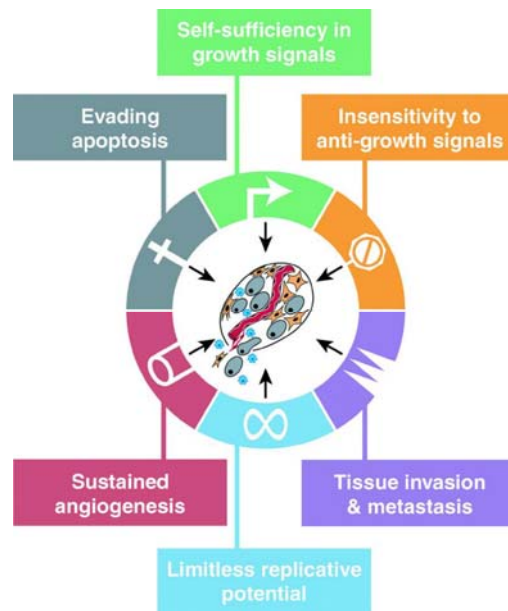 Self-sufficiency in
growth signals
Evading
apoptosis
Insensitivity to
anti-growth signals
Sustained
angiogenesis
Tissue invasion
& metastasis
Limitless replicative
potential